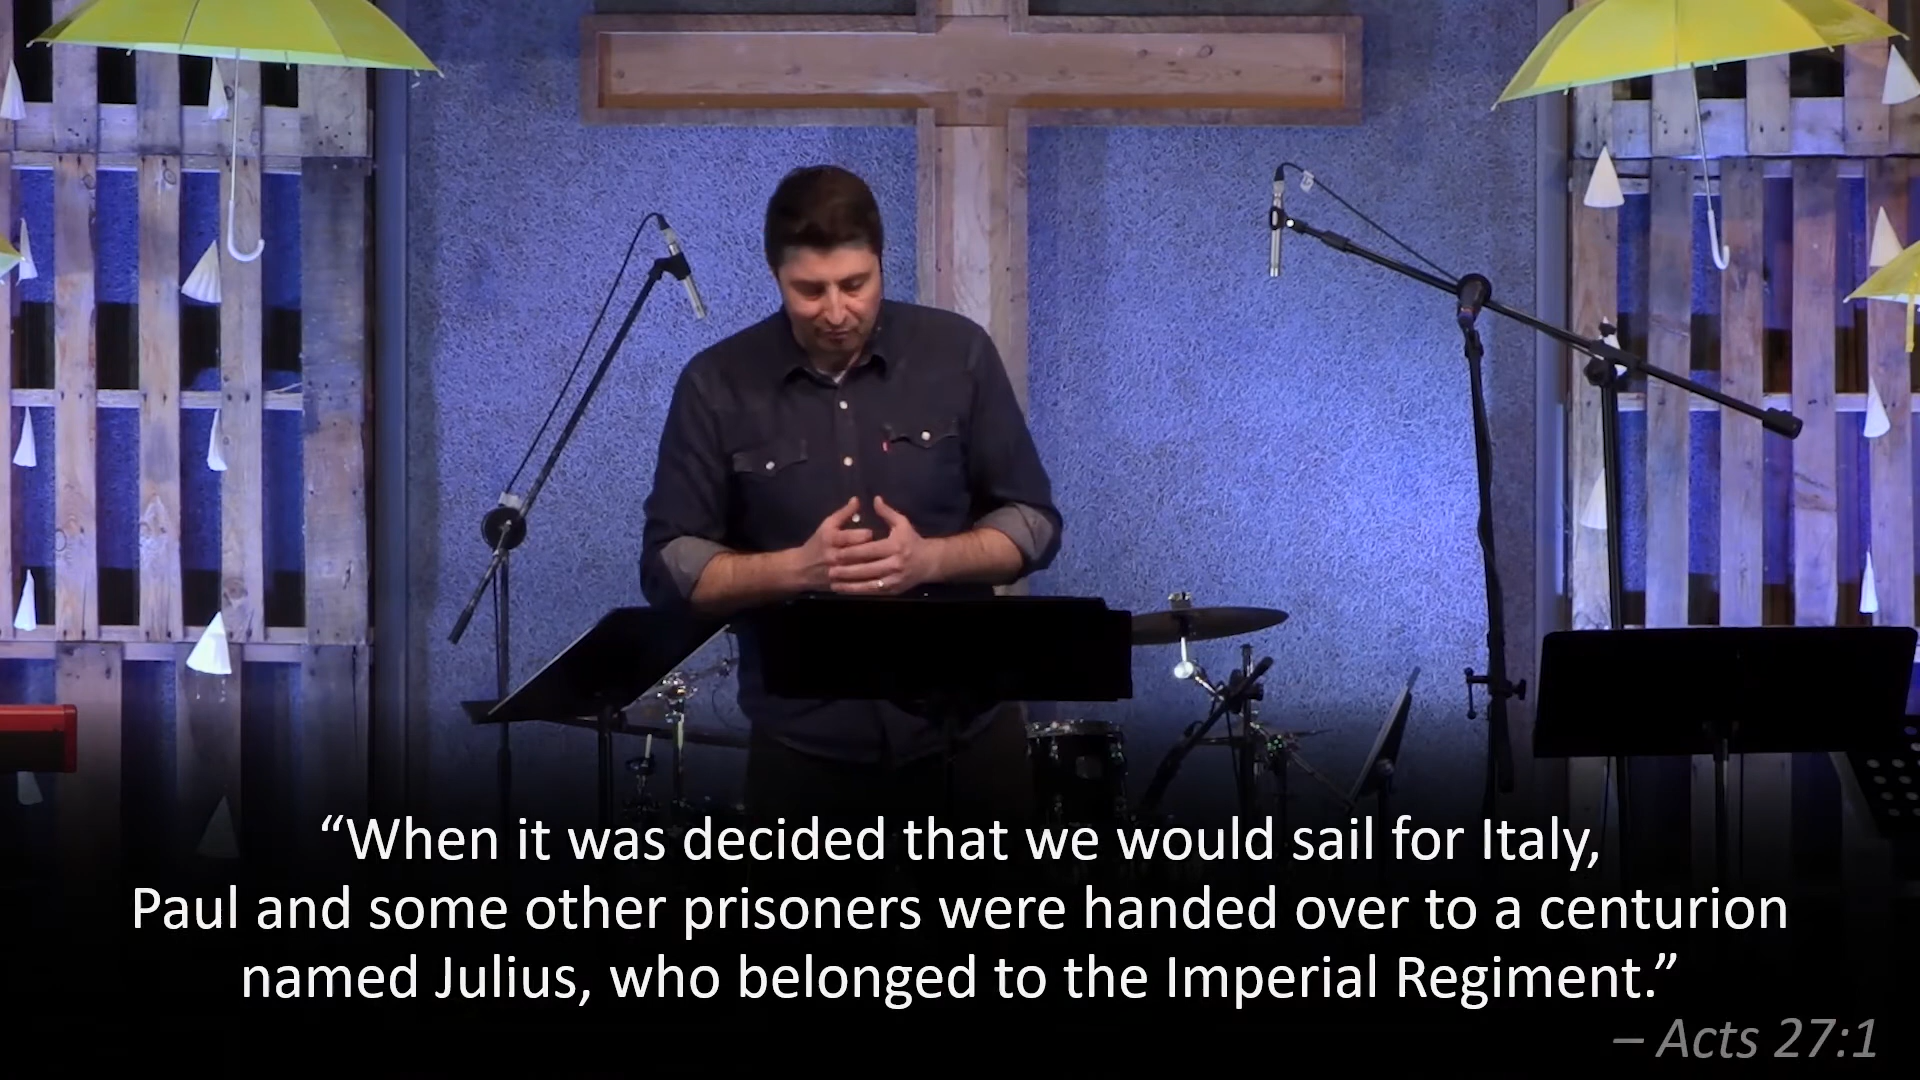 “When it was decided that we would sail for Italy,
Paul and some other prisoners were handed over to a centurion
named Julius, who belonged to the Imperial Regiment.”
– Acts 27:1